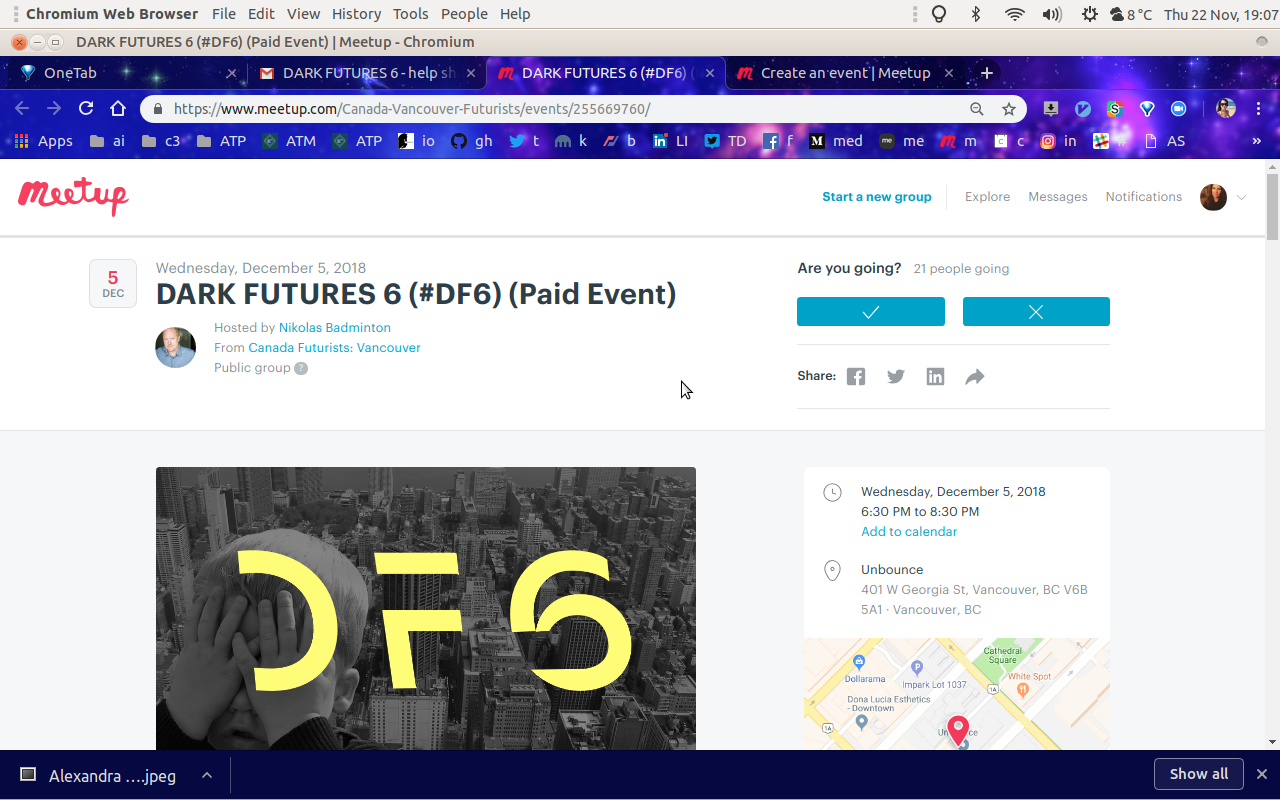 Chromium Web Browser File Edit View History Tools People Help 8 °C Thu 22 Nov, 19:07
DARK FUTURES 6 (#DF6) (Paid Event) | Meetup - Chromium
OneTab DARK FUTURES 6 - help sh DARK FUTURES 6 (#DF6) ( Create an event | Meetup
https://www.meetup.com/Canada-Vancouver-Futurists/events/255669760/
Apps ai c3 ATP ATM ATP io gh t k b LI TD f med me m c in # AS »
meetup Start a new group Explore Messages Notifications
5 DEC
Wednesday, December 5, 2018
DARK FUTURES 6 (#DF6) (Paid Event)
Hosted by Nikolas Badminton
From Canada Futurists: Vancouver
Public group ?
Are you going? 21 people going
Share:
DF6
Wednesday, December 5, 2018
6:30 PM to 8:30 PM
Add to calendar
Unbounce
401 W Georgia St, Vancouver, BC V6B
5A1 · Vancouver, BC
Cathedral
Square
Dollarama
Impark Lot 1037
White Spot
1A
Dona Lucia Esthetics
- Downtown
1A
Alexandra ....jpeg Show all